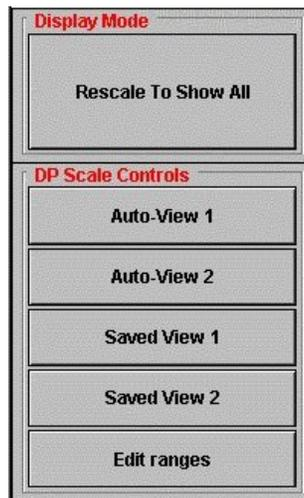 Display Mode
Rescale To Show All
DP Scale Controls
Auto-View 1
Auto-View 2
Saved View 1
Saved View 2
Edit ranges